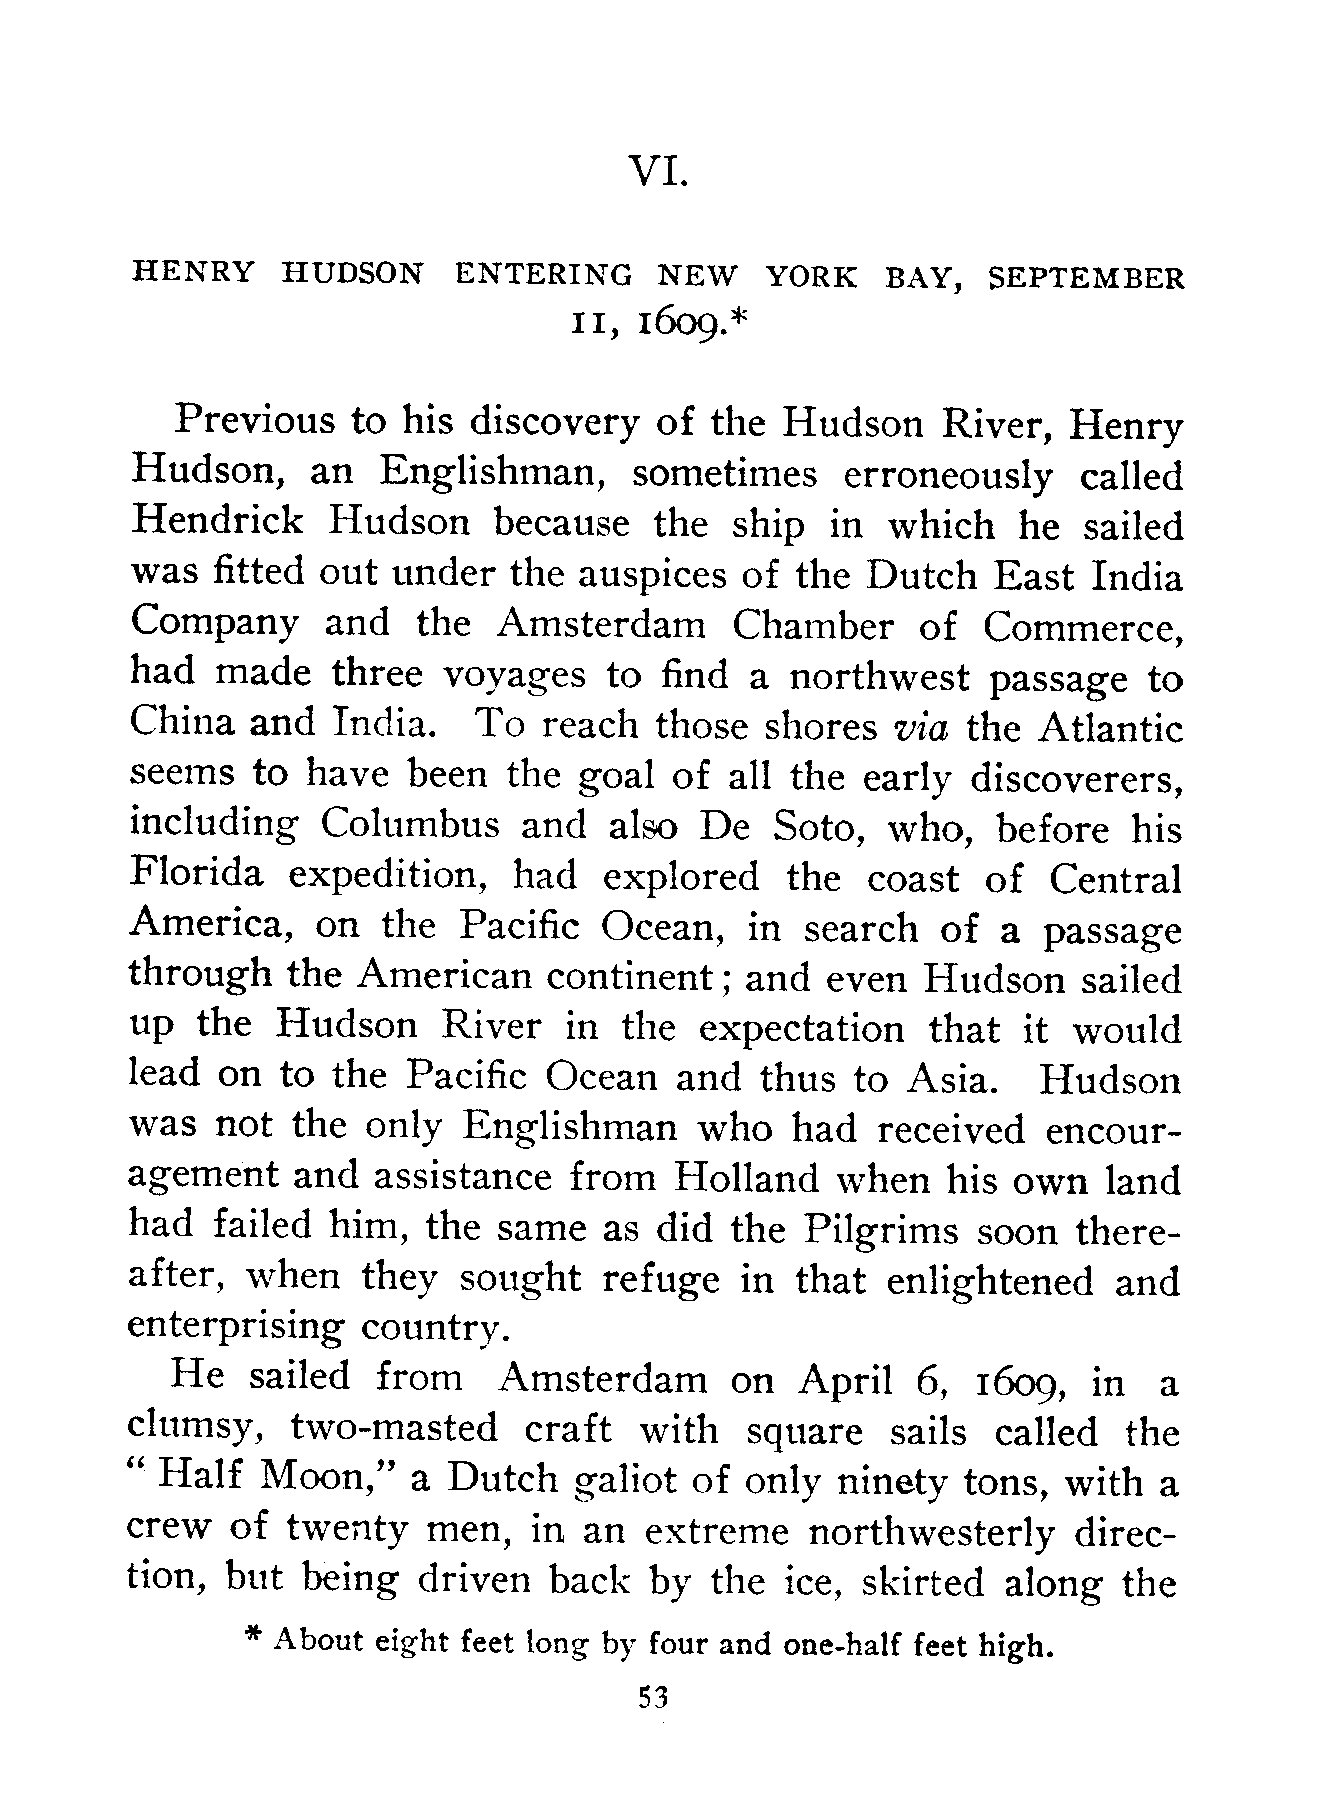 VI.
HENRY HUDSON ENTERING NEW YORK BAY, SEPTEMBER
11, 1609.*
Previous to his discovery of the Hudson River, Henry
Hudson, an Englishman, sometimes erroneously called
Hendrick Hudson because the ship in which he sailed
was fitted out under the auspices of the Dutch East India
Company and the Amsterdam Chamber of Commerce,
had made three voyages to find a northwest passage to
China and India. To reach those shores via the Atlantic
seems to have been the goal of all the early discoverers,
including Columbus and also De Soto, who, before his
Florida expedition, had explored the coast of Central
America, on the Pacific Ocean, in search of a passage
through the American continent; and even Hudson sailed
up the Hudson River in the expectation that it would
lead on to the Pacific Ocean and thus to Asia. Hudson
was not the only Englishman who had received encour-
agement and assistance from Holland when his own land
had failed him, the same as did the Pilgrims soon there-
after, when they sought refuge in that enlightened and
enterprising country.
He sailed from Amsterdam on April 6, 1609, in a
clumsy, two-masted craft with square sails called the
“ Half Moon,” a Dutch galiot of only ninety tons, with a
crew of twenty men, in an extreme northwesterly direc-
tion, but being driven back by the ice, skirted along the
* About eight feet long by four and one-half feet high.
53